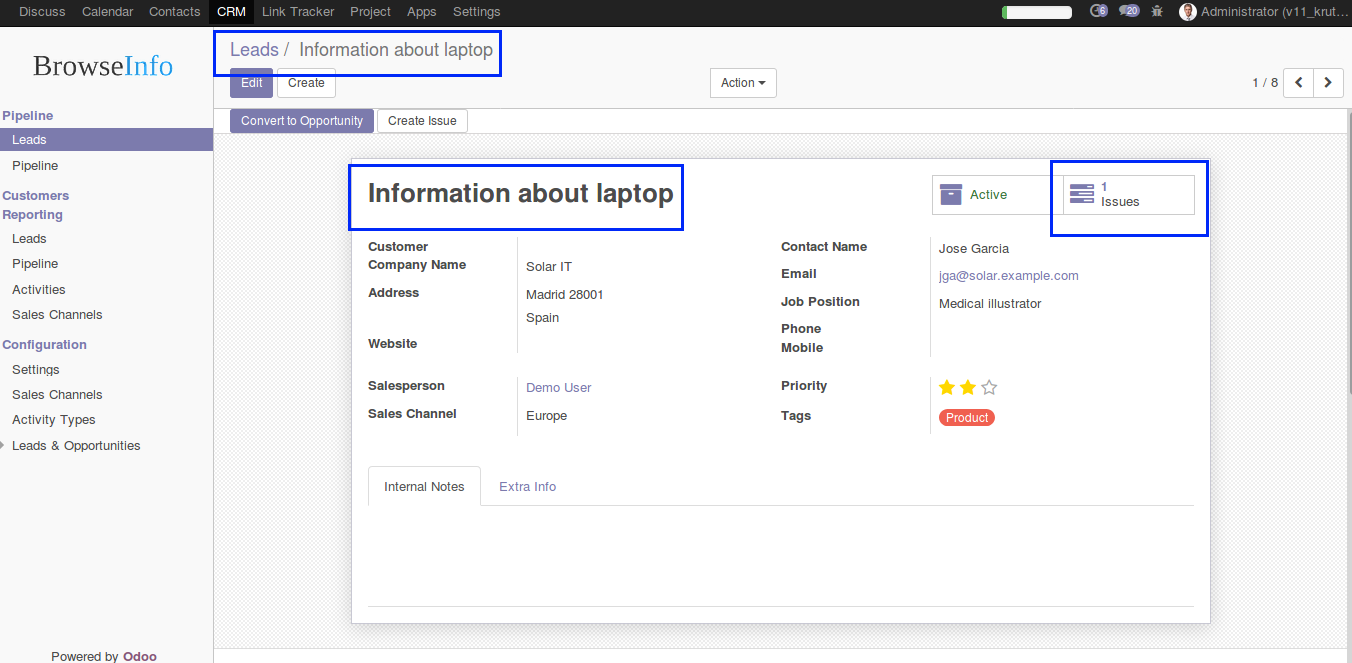 Discuss Calendar Contacts CRM Link Tracker Project Apps Settings 6 20 Administrator (v11_krut...
BrowseInfo
Leads / Information about laptop
Edit Create Action 1 / 8
Convert to Opportunity Create Issue
Pipeline
Leads
Pipeline
Customers
Reporting
Leads
Pipeline
Activities
Sales Channels
Configuration
Settings
Sales Channels
Activity Types
Leads & Opportunities
Powered by Odoo
Information about laptop
Active
1
Issues
Customer
Company Name Solar IT
Address Madrid 28001
Spain
Website
Contact Name Jose Garcia
Email jga@solar.example.com
Job Position Medical illustrator
Phone
Mobile
Salesperson Demo User
Sales Channel Europe
Priority
Tags Product
Internal Notes Extra Info